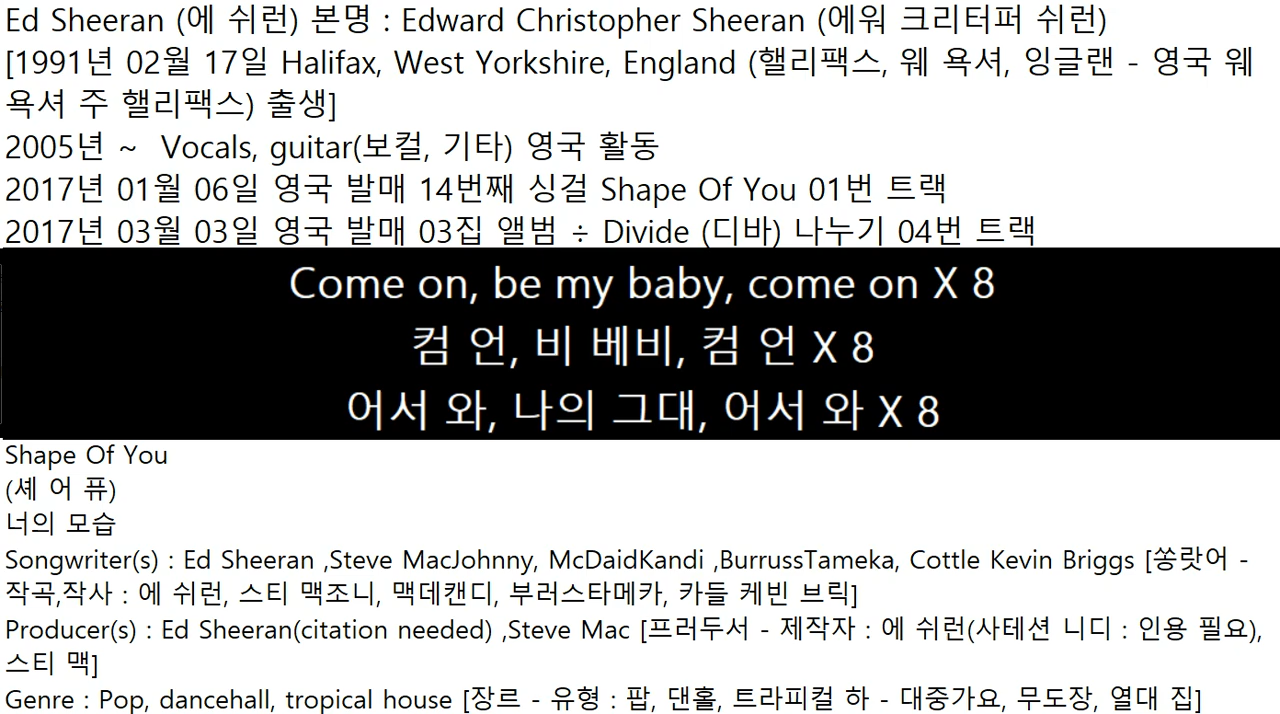 Ed Sheeran (에 쉬런) 본명 : Edward Christopher Sheeran (에워 크리터퍼 쉬런)
[1991년 02월 17일 Halifax, West Yorkshire, England (핼리팩스, 웨 욕셔, 잉글랜 - 영국 웨
욕셔 주 핼리팩스) 출생]
2005년 ~ Vocals, guitar(보컬, 기타) 영국 활동
2017년 01월 06일 영국 발매 14번째 싱걸 Shape Of You 01번 트랙
2017년 03월 03일 영국 발매 03집 앨범 ÷ Divide (디바) 나누기 04번 트랙
Come on, be my baby, come on X 8
컴 언, 비 베비, 컴 언 X 8
어서 와, 나의 그대, 어서 와 X 8
Shape Of You
(셰 어 퓨)
너의 모습
Songwriter(s) : Ed Sheeran ,Steve MacJohnny, McDaidKandi ,BurrussTameka, Cottle Kevin Briggs [쏭랏어 -
작곡,작사 : 에 쉬런, 스티 맥조니, 맥데캔디, 부러스타메카, 카들 케빈 브릭]
Producer(s) : Ed Sheeran(citation needed) ,Steve Mac [프러두서 - 제작자 : 에 쉬런(사테션 니디 : 인용 필요),
스티 맥]
Genre : Pop, dancehall, tropical house [장르 - 유형 : 팝, 댄홀, 트라피컬 하 - 대중가요, 무도장, 열대 집]